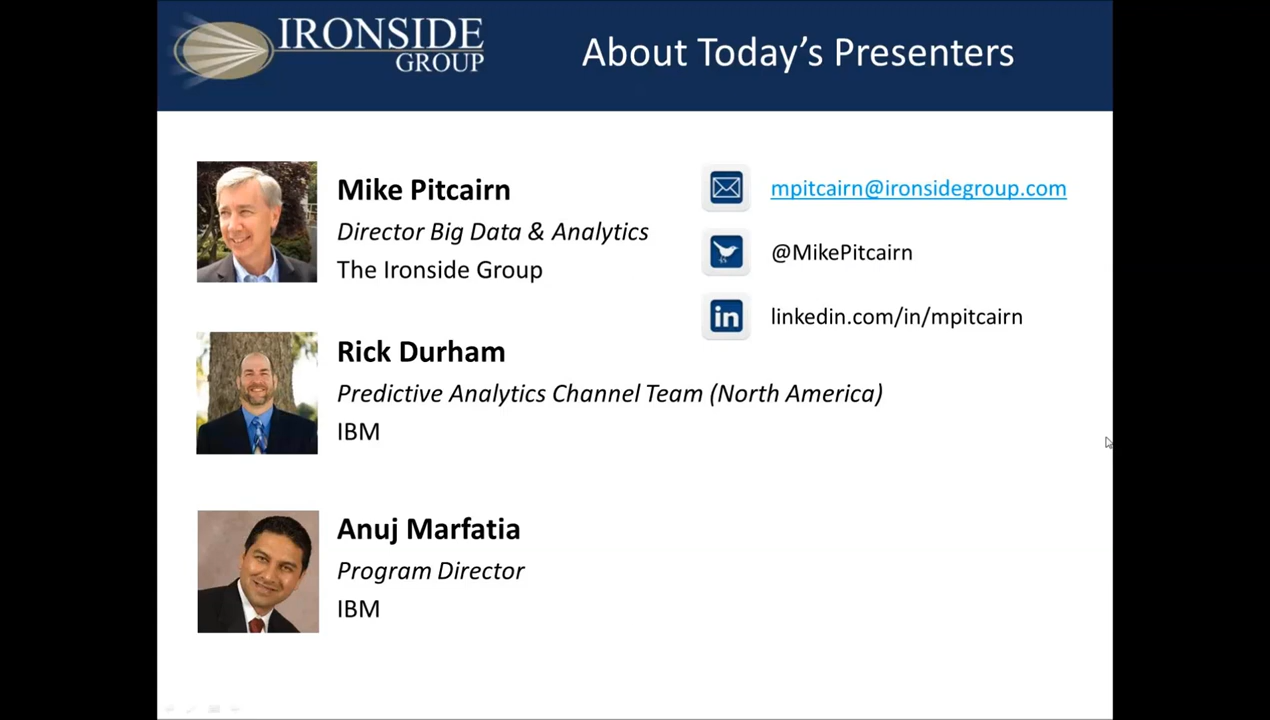 IRONSIDE
GROUP
About Today's Presenters
Mike Pitcairn
Director Big Data & Analytics
The Ironside Group
mpitcairn@ironsidegroup.com
@MikePitcairn
in
linkedin.com/in/mpitcairn
Rick Durham
Predictive Analytics Channel Team (North America)
IBM
Anuj Marfatia
Program Director
IBM